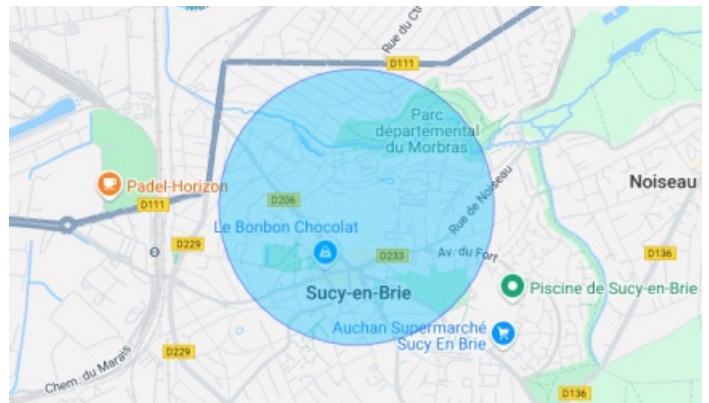 Rue du Ctu
D111
Parc
départemental
du Morbras
Padel-Horizon
D111
D206
Rue de Noiseau
Noiseau
Le Bonbon Chocolat
D229
D233
Av. du Fort
D136
Sucy-en-Brie
Piscine de Sucy-en-Brie
Auchan Supermarché
Sucy En Brie
D229
Chem. du Marais
D136